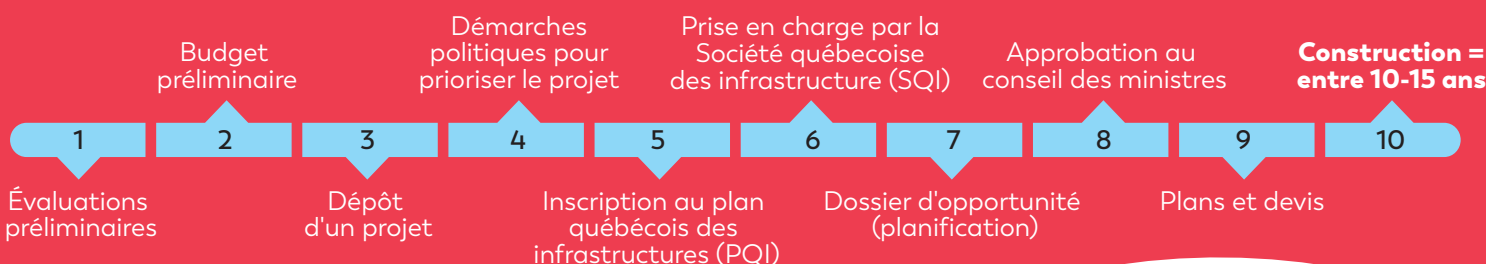 1
Évaluations
préliminaires
2
Budget
préliminaire
3
Dépôt
d'un projet
4
Démarches
politiques pour
prioriser le projet
5
Inscription au plan
québécois des
infrastructures (PQI)
6
Prise en charge par la
Société québecoise
des infrastructure (SQI)
7
Dossier d'opportunité
(planification)
8
Approbation au
conseil des ministres
9
Plans et devis
10
Construction =
entre 10-15 ans